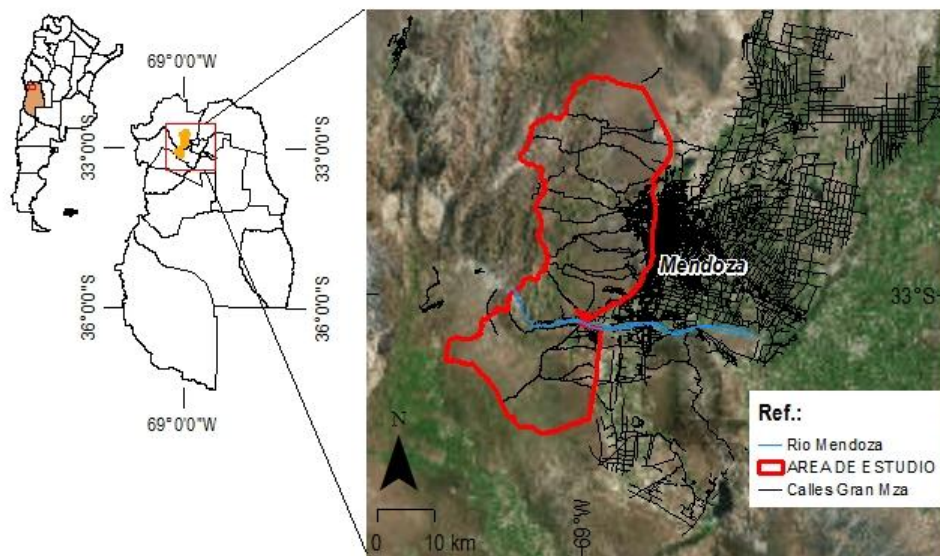 69°0'0"W
33°0'0"S
33°0'0"S
36°0'0"S
36°0'0"S
69°0'0"W
Mendoza
33°S
N
0 10 km
69°W
Ref.:
Rio Mendoza
AREA DE ESTUDIO
Calles Gran Mza